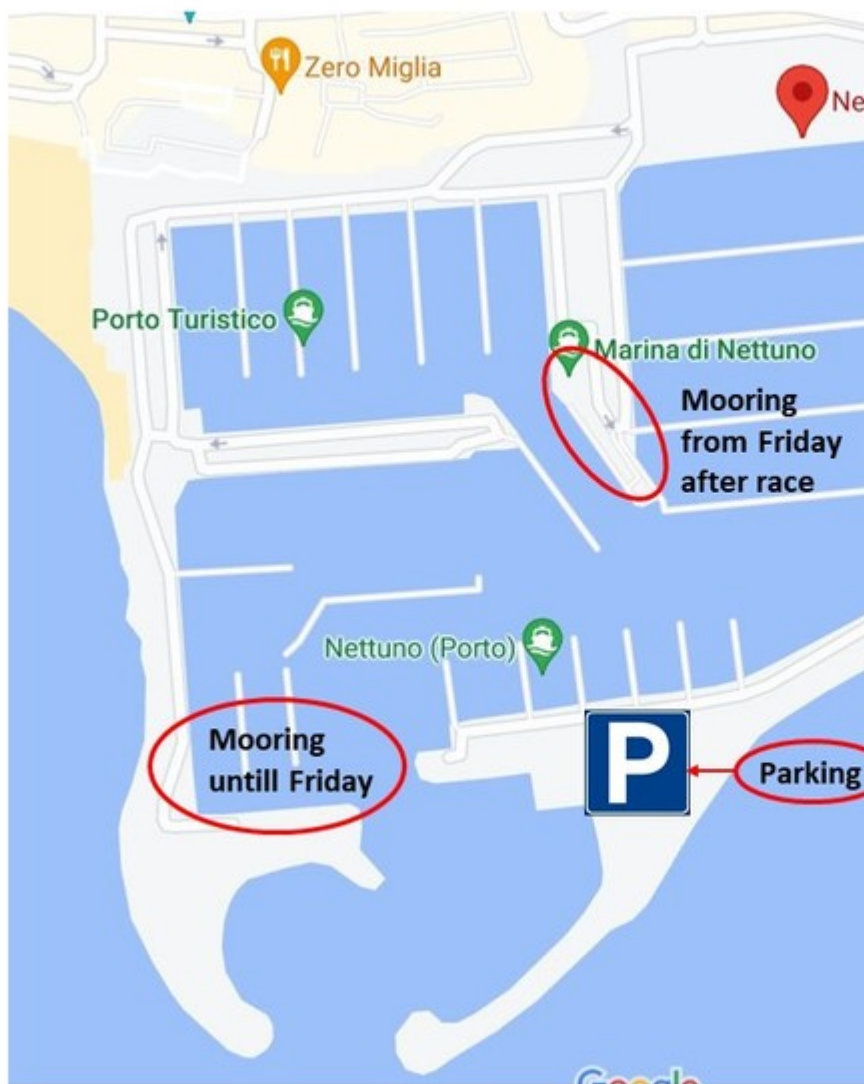 Zero Miglia
Ne
Porto Turistico
Marina di Nettuno
Mooring
from Friday
after race
Nettuno (Porto)
Mooring
untill Friday
P
Parking
Google